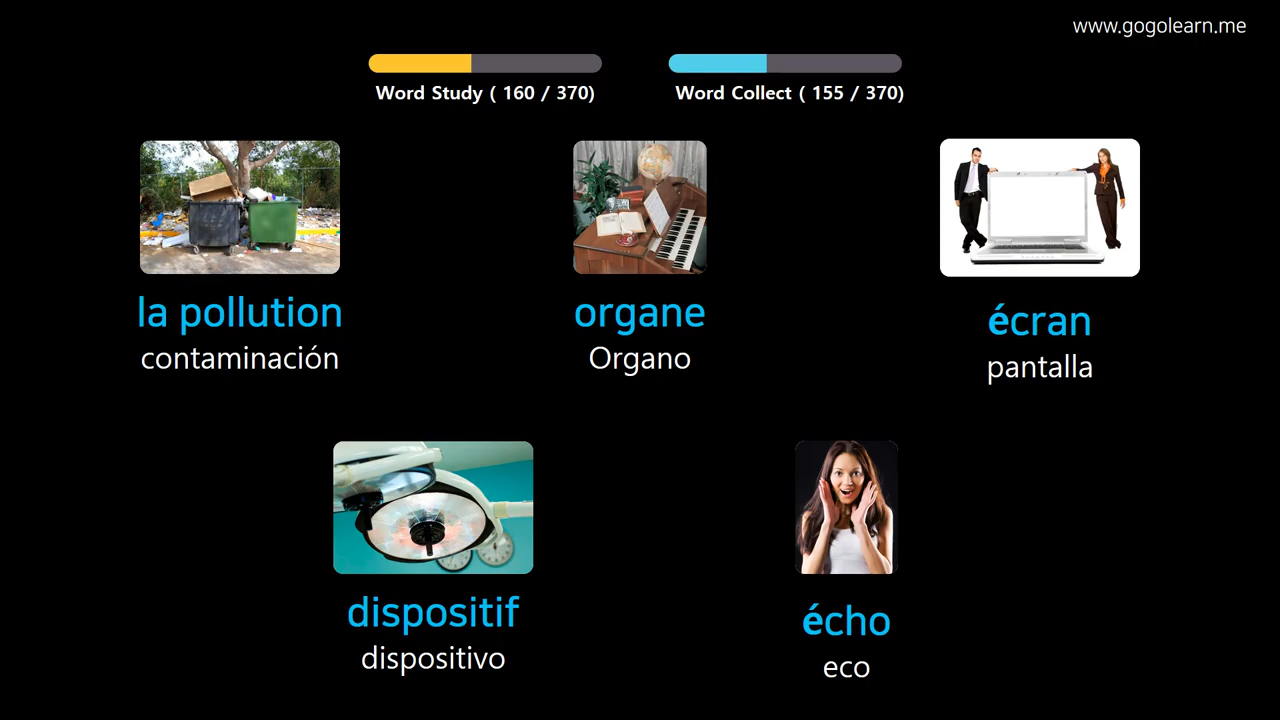 www.gogolearn.me
Word Study ( 160 / 370)
Word Collect ( 155 / 370)
la pollution
contaminación
organe
Organo
écran
pantalla
dispositif
dispositivo
écho
eco